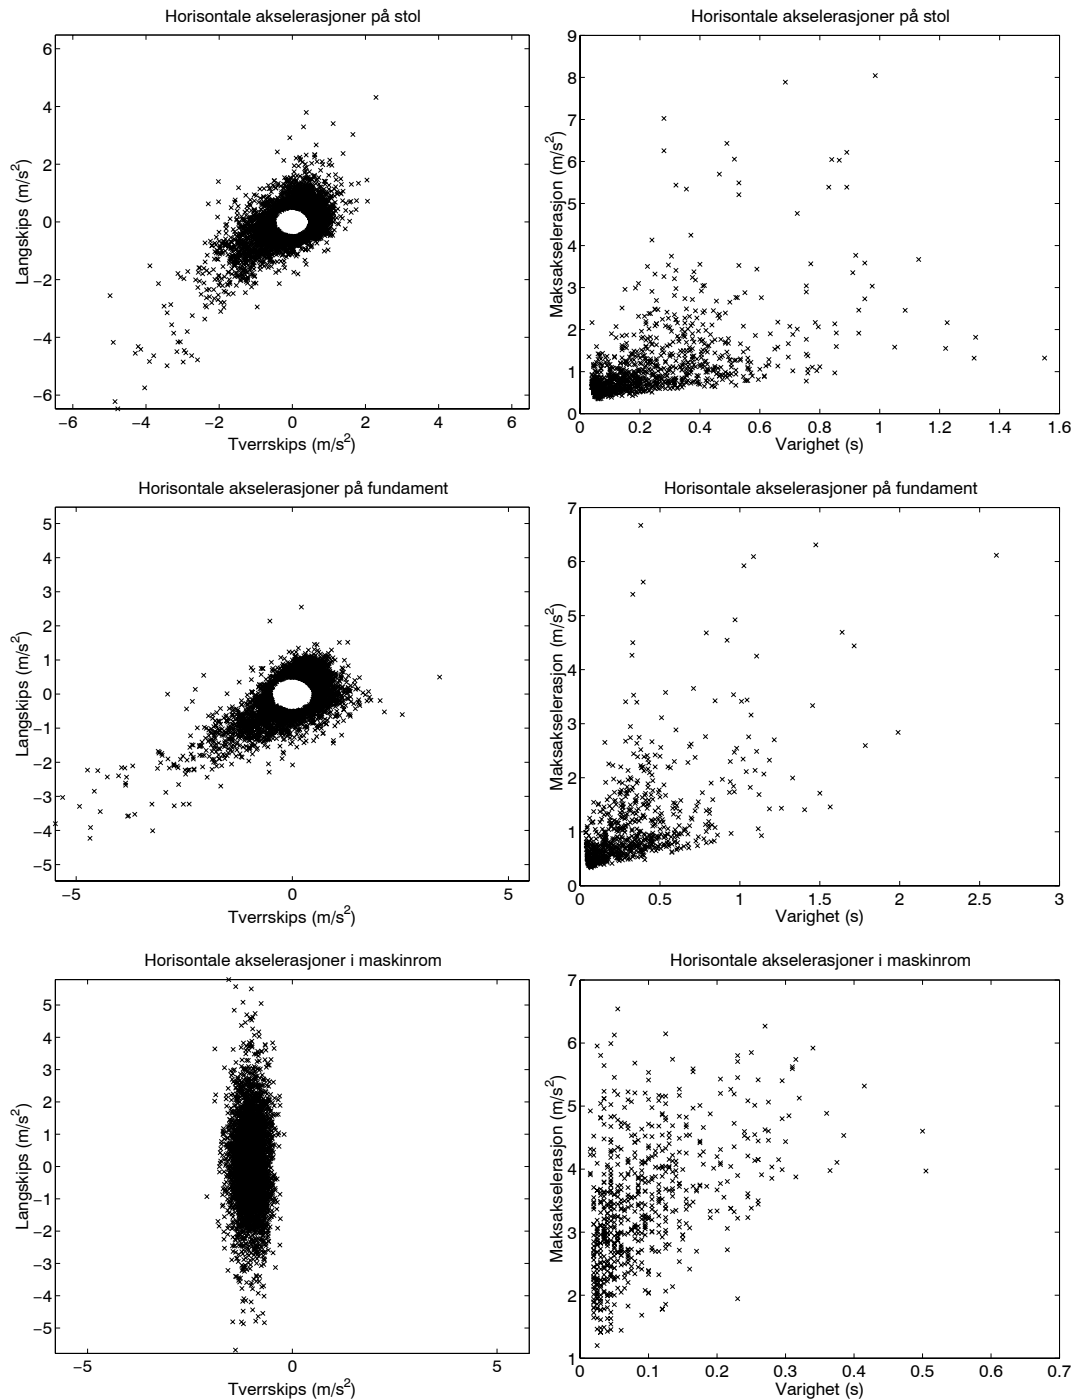 Horisontale akselerasjoner på stol
Langskips (m/s²)
6
4
2
0
−2
−4
−6
−6 −4 −2 0 2 4 6
Tverrskips (m/s²)
Horisontale akselerasjoner på stol
Maksakselerasjon (m/s²)
9
8
7
6
5
4
3
2
1
0
0 0.2 0.4 0.6 0.8 1 1.2 1.4 1.6
Varighet (s)
Horisontale akselerasjoner på fundament
Langskips (m/s²)
5
4
3
2
1
0
−1
−2
−3
−4
−5
−5 0 5
Tverrskips (m/s²)
Horisontale akselerasjoner på fundament
Maksakselerasjon (m/s²)
7
6
5
4
3
2
1
0
0 0.5 1 1.5 2 2.5 3
Varighet (s)
Horisontale akselerasjoner i maskinrom
Langskips (m/s²)
5
4
3
2
1
0
−1
−2
−3
−4
−5
−5 0 5
Tverrskips (m/s²)
Horisontale akselerasjoner i maskinrom
Maksakselerasjon (m/s²)
7
6
5
4
3
2
1
0 0.1 0.2 0.3 0.4 0.5 0.6 0.7
Varighet (s)